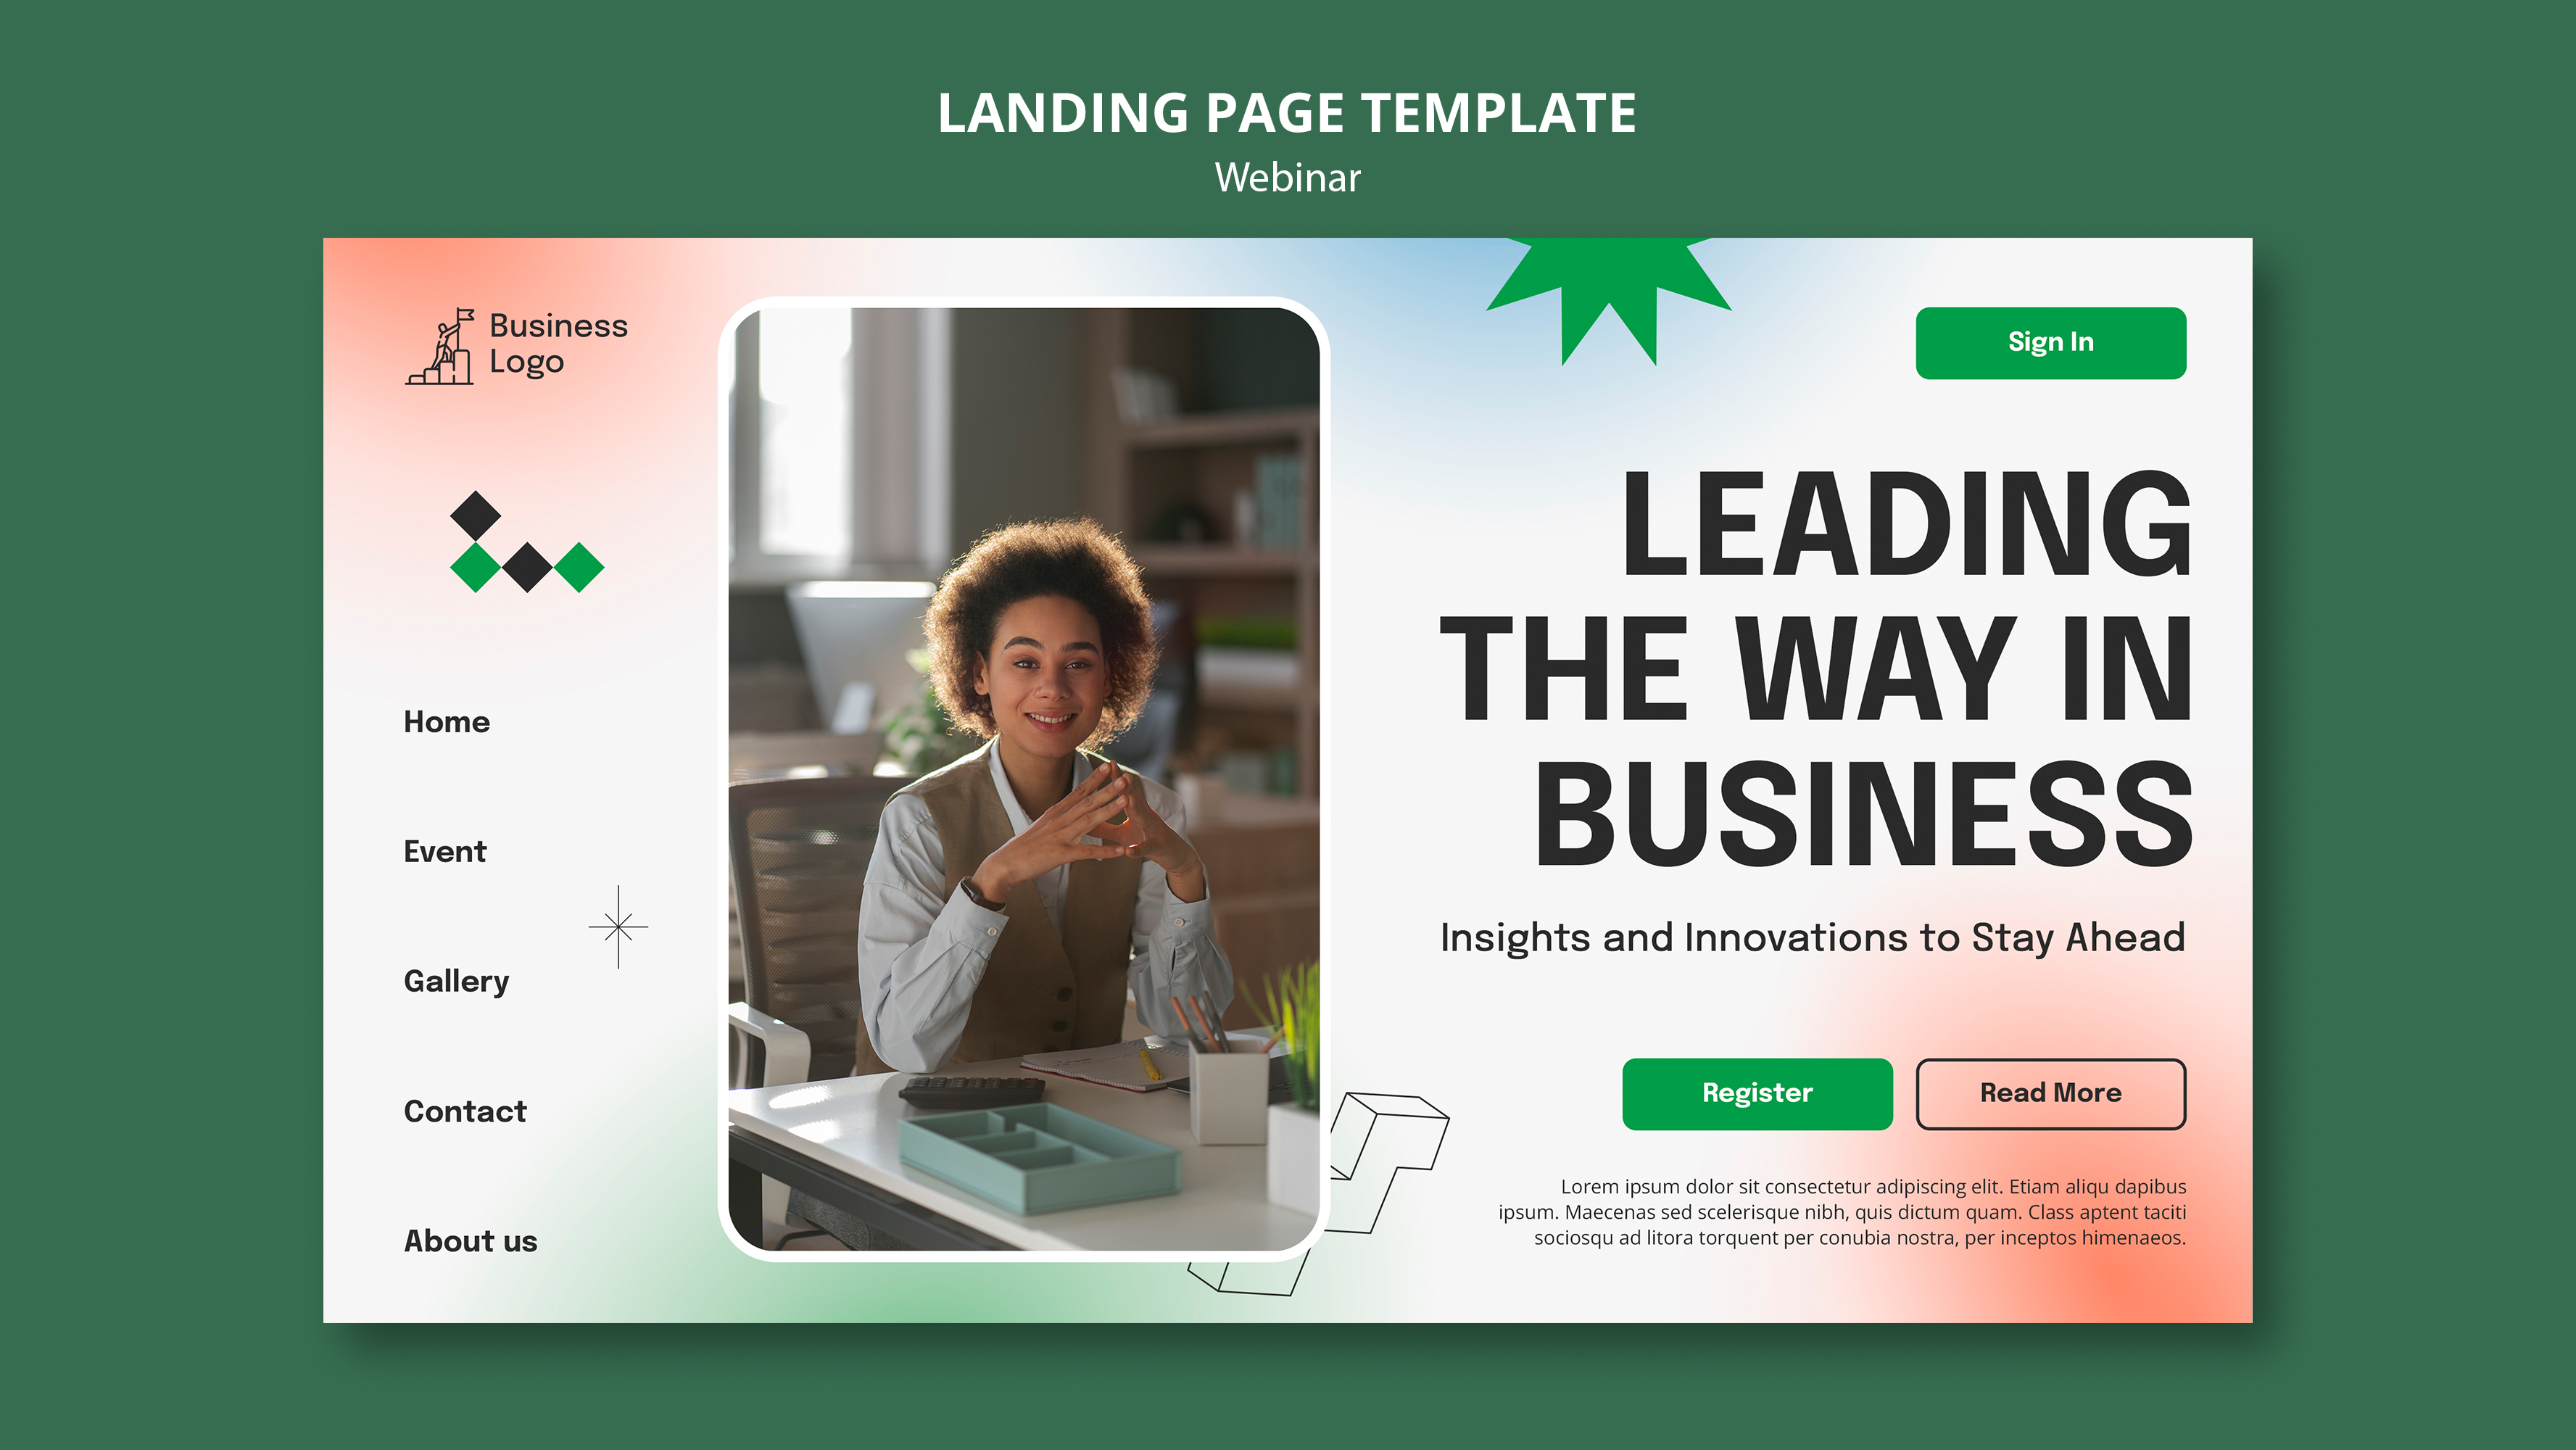 LANDING PAGE TEMPLATE
Webinar
Business
Logo
Sign In
Home
Event
Gallery
Contact
About us
LEADING
THE WAY IN
BUSINESS
Insights and Innovations to Stay Ahead
Register
Read More
Lorem ipsum dolor sit consectetur adipiscing elit. Etiam aliqu dapibus
ipsum. Maecenas sed scelerisque nibh, quis dictum quam. Class aptent taciti
sociosqu ad litora torquent per conubia nostra, per inceptos himenaeos.